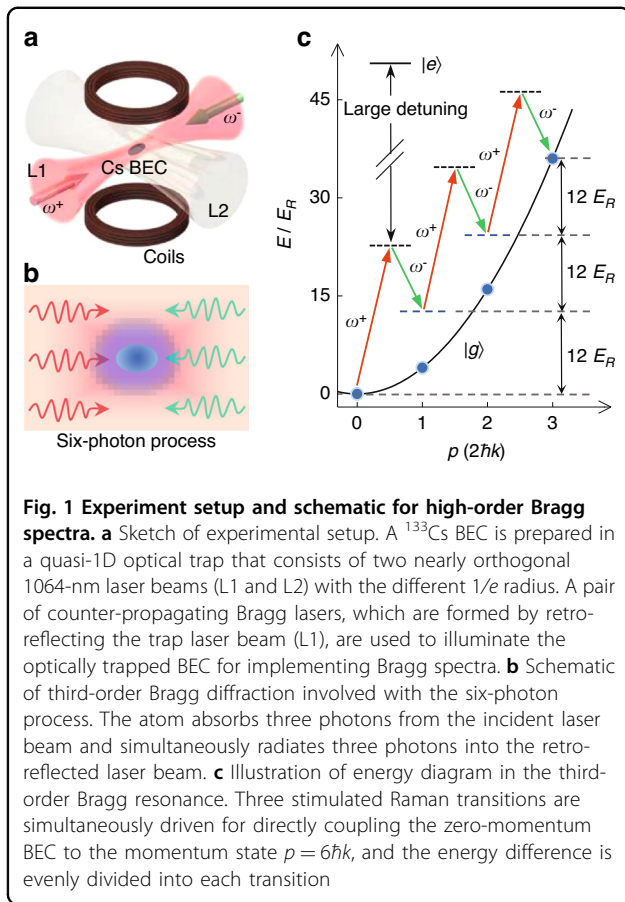 a
ω-
Cs BEC
L1
ω+
L2
Coils
b
Six-photon process
c
|e⟩
45
Large detuning
ω+
ω-
12 ER
E / ER
30
ω+
ω-
12 ER
15
ω+
ω-
|g⟩
12 ER
0
0 1 2 3
p (2ħk)
Fig. 1 Experiment setup and schematic for high-order Bragg
spectra. a Sketch of experimental setup. A 133Cs BEC is prepared in
a quasi-1D optical trap that consists of two nearly orthogonal
1064-nm laser beams (L1 and L2) with the different 1/e radius. A pair
of counter-propagating Bragg lasers, which are formed by retro-
reflecting the trap laser beam (L1), are used to illuminate the
optically trapped BEC for implementing Bragg spectra. b Schematic
of third-order Bragg diffraction involved with the six-photon
process. The atom absorbs three photons from the incident laser
beam and simultaneously radiates three photons into the retro-
reflected laser beam. c Illustration of energy diagram in the third-
order Bragg resonance. Three stimulated Raman transitions are
simultaneously driven for directly coupling the zero-momentum
BEC to the momentum state p = 6ħk, and the energy difference is
evenly divided into each transition